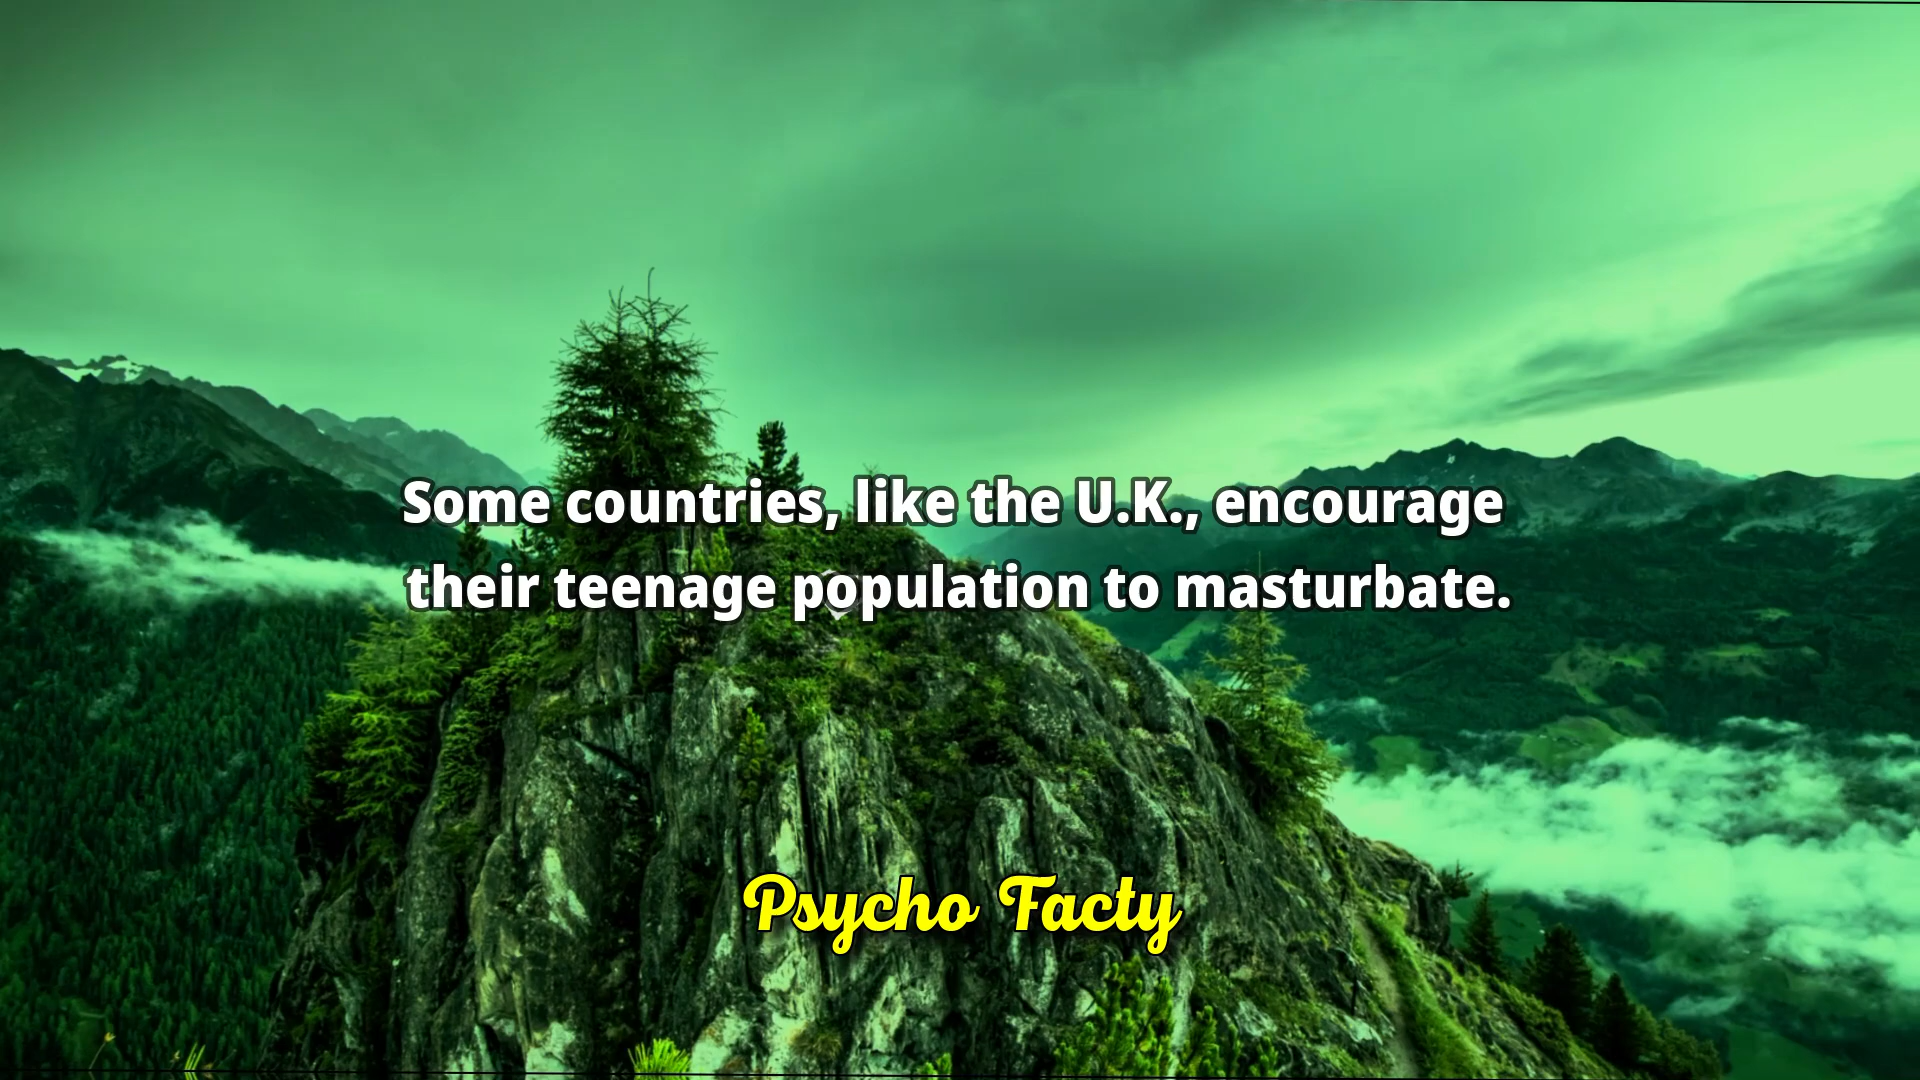 Some countries, like the U.K., encourage
their teenage population to masturbate.
Psycho Facty